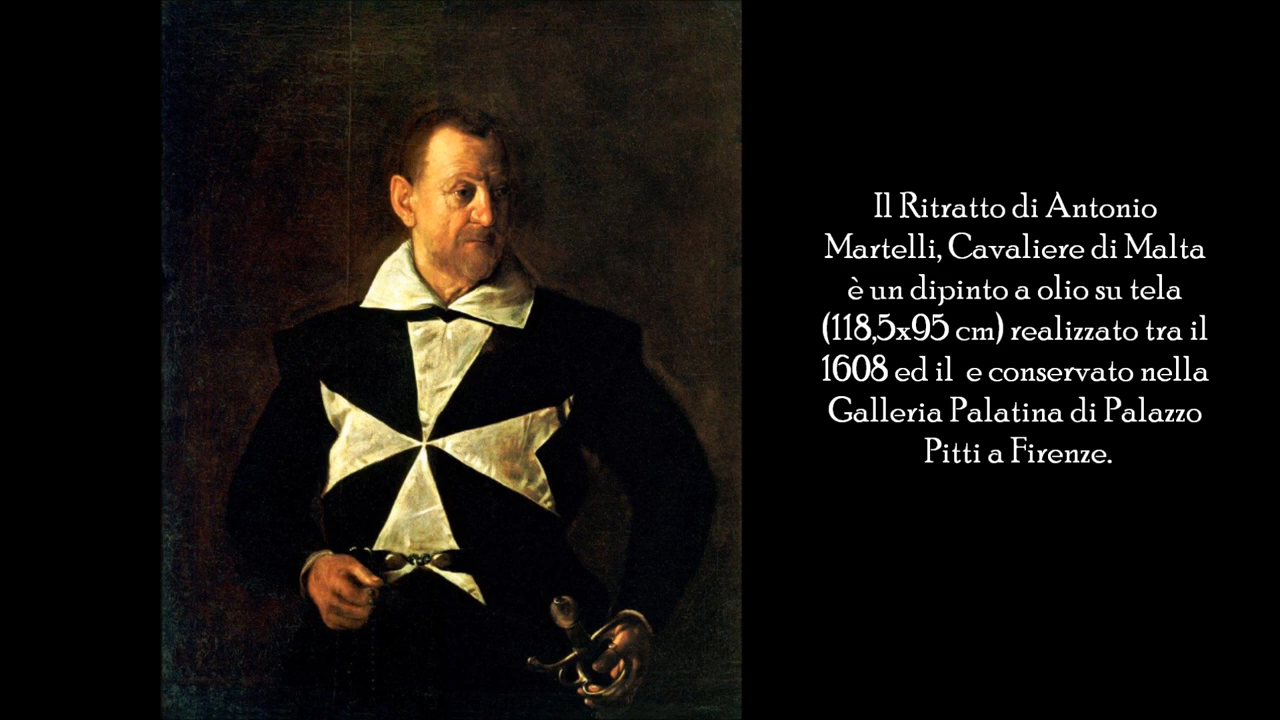 Il Ritratto di Antonio
Martelli, Cavaliere di Malta
è un dipinto a olio su tela
(118,5x95 cm) realizzato tra il
1608 ed il  e conservato nella
Galleria Palatina di Palazzo
Pitti a Firenze.